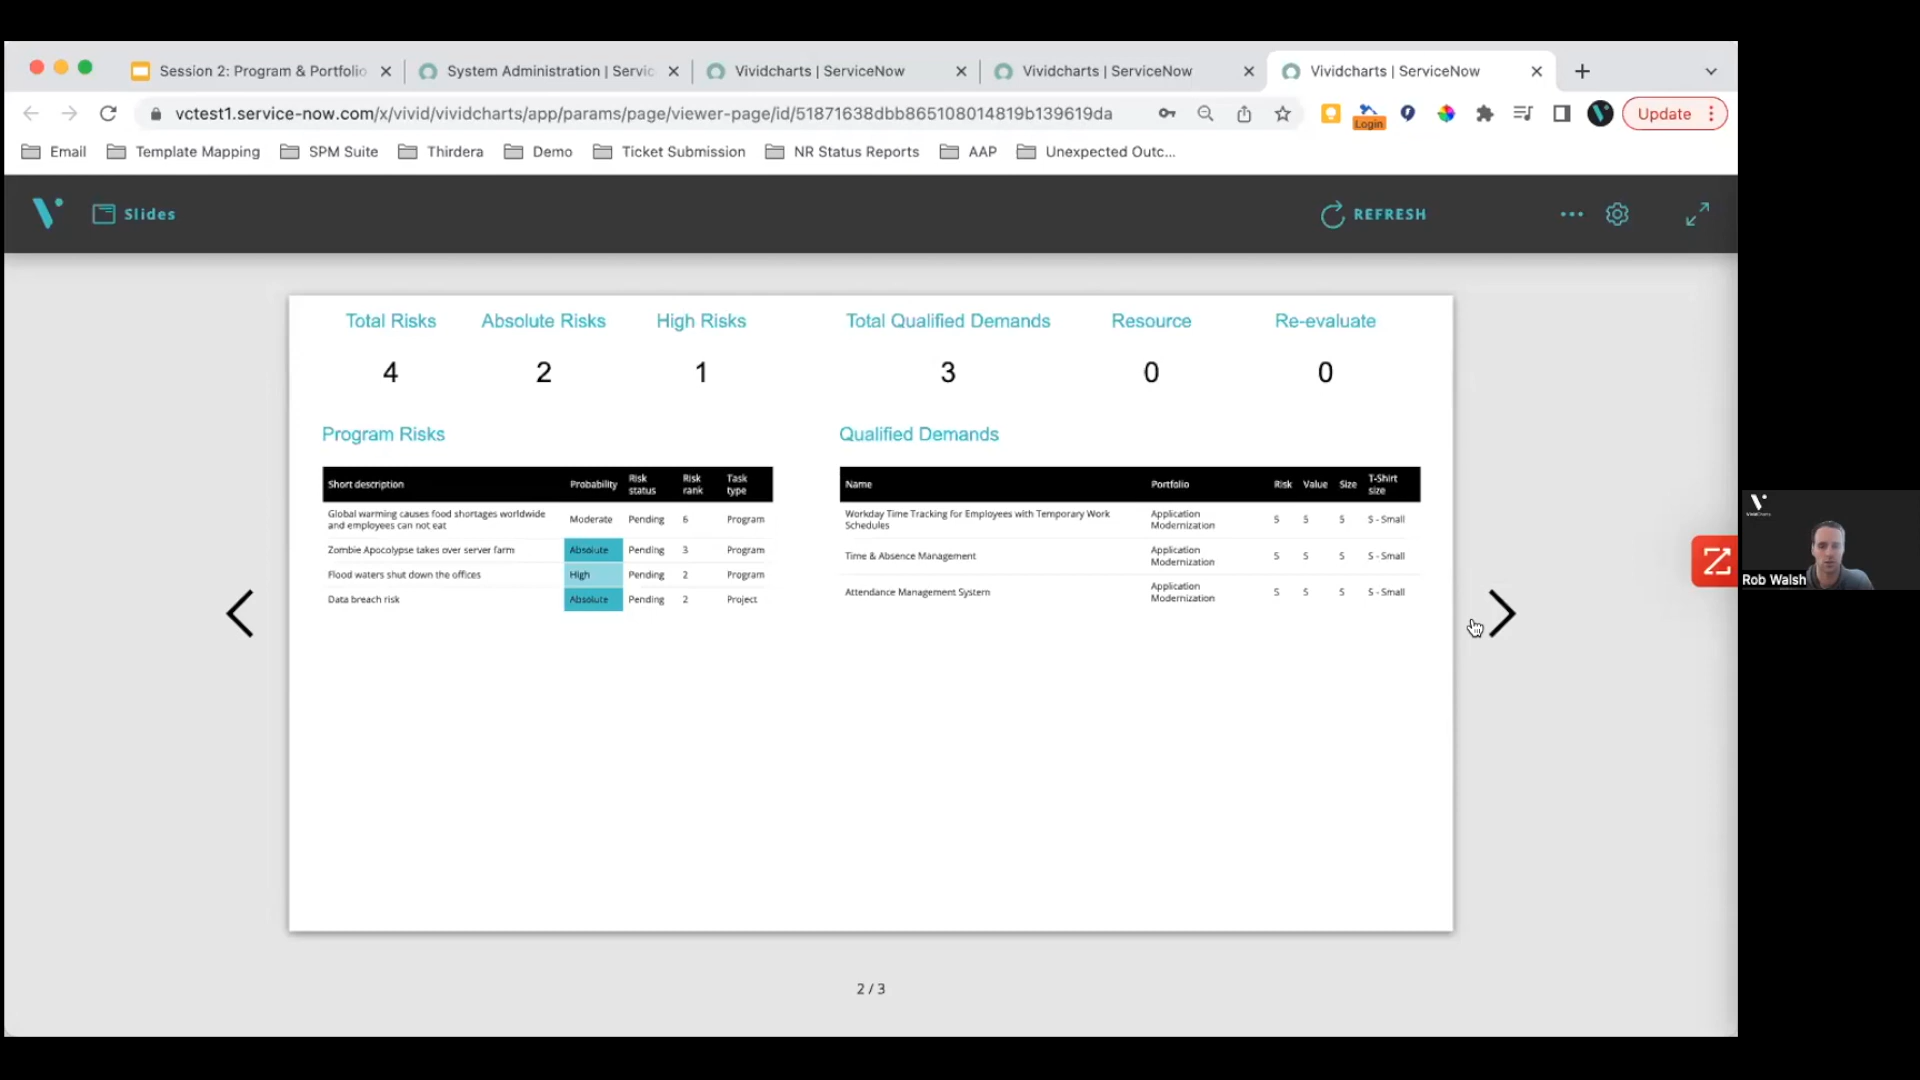 Session 2: Program & Portfolio
System Administration | Servic
Vividcharts | ServiceNow
Vividcharts | ServiceNow
Vividcharts | ServiceNow
vctest1.service-now.com/x/vivid/vividcharts/app/params/page/viewer-page/id/51871638dbb865108014819b139619da
Login
Update
Email
Template Mapping
SPM Suite
Thirdera
Demo
Ticket Submission
NR Status Reports
AAP
Unexpected Outc...
Slides
REFRESH
Total Risks
Absolute Risks
High Risks
Total Qualified Demands
Resource
Re-evaluate
4
2
1
3
0
0
Program Risks
Short description Probability Risk status Risk rank Task type
Global warming causes food shortages worldwide
and employees can not eat
Moderate Pending 6 Program
Zombie Apocolypse takes over server farm Absolute Pending 3 Program
Flood waters shut down the offices High Pending 2 Program
Data breach risk Absolute Pending 2 Project
Qualified Demands
Name Portfolio Risk Value Size T-Shirt size
Workday Time Tracking for Employees with Temporary Work
Schedules
Application
Modernization
5 5 5 S - Small
Time & Absence Management
Application
Modernization
5 5 5 S - Small
Attendance Management System
Application
Modernization
5 5 5 S - Small
2 / 3
Rob Walsh